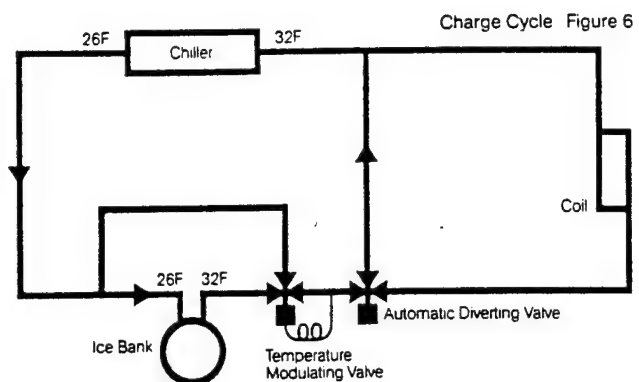 Charge Cycle Figure 6
26F
Chiller
32F
Coil
26F
32F
Automatic Diverting Valve
Ice Bank
Temperature
Modulating Valve